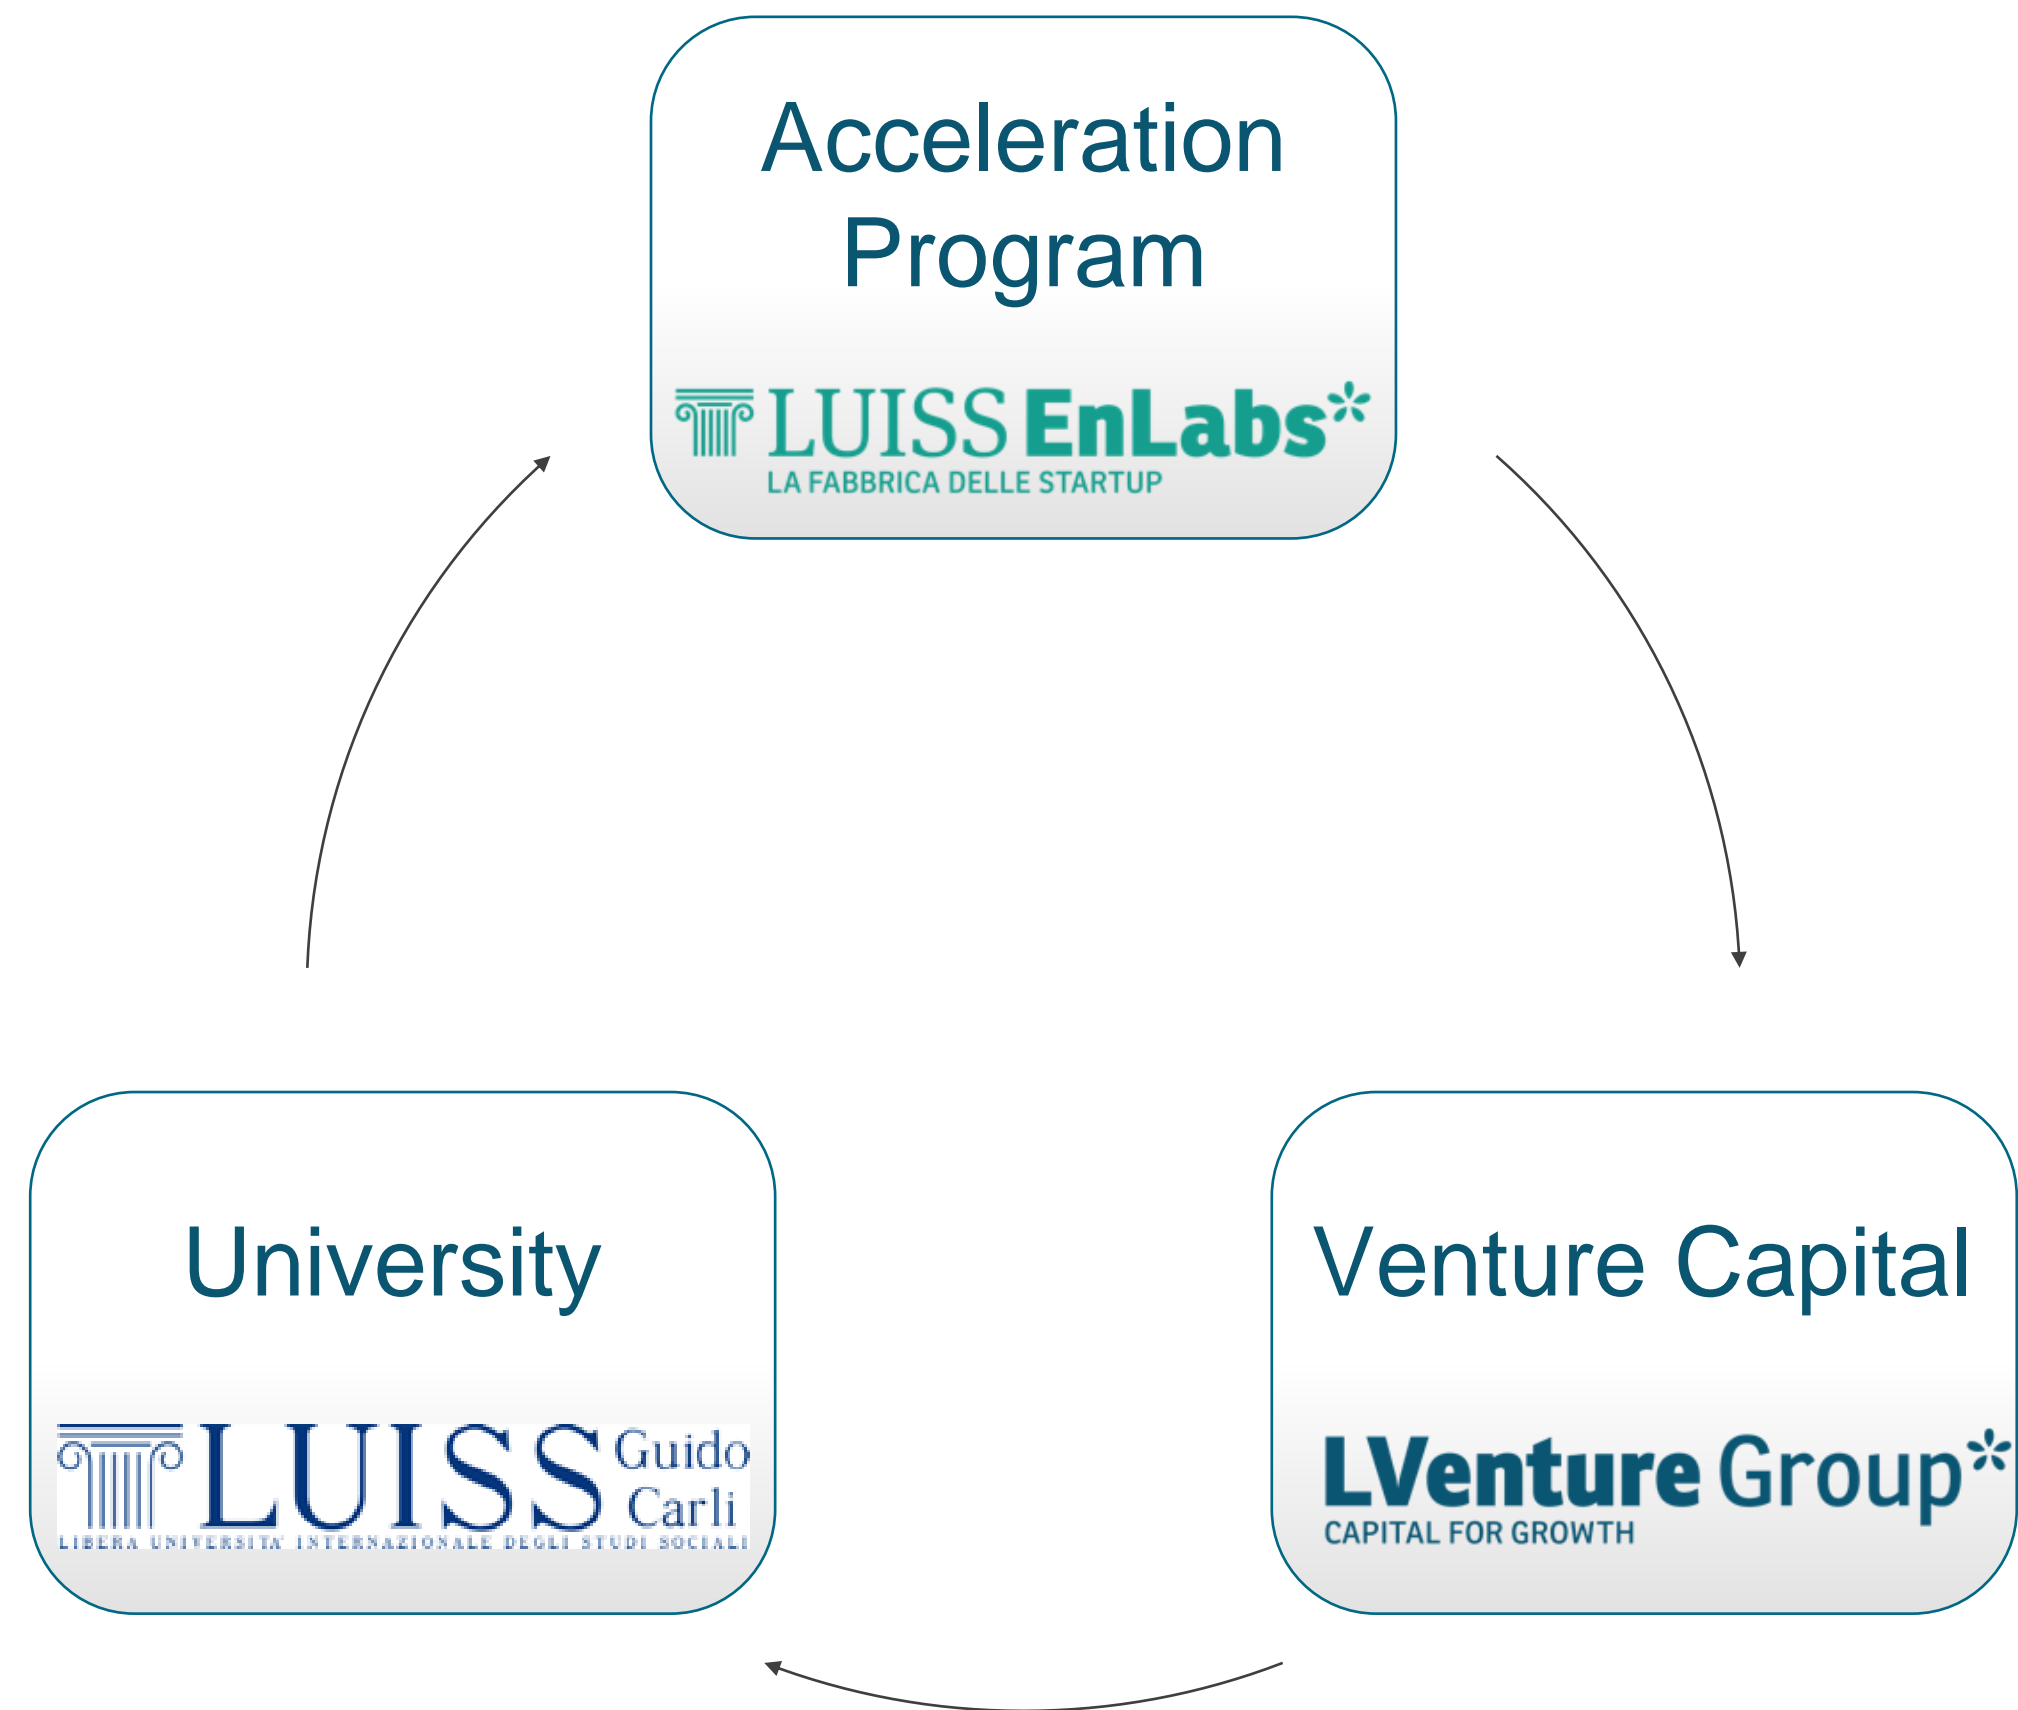 Acceleration
Program
LUISS EnLabs*
LA FABBRICA DELLE STARTUP
University
LUISS Guido
Carli
LIBERA UNIVERSITA' INTERNAZIONALE DEGLI STUDI SOCIALI
Venture Capital
LVenture Group*
CAPITAL FOR GROWTH